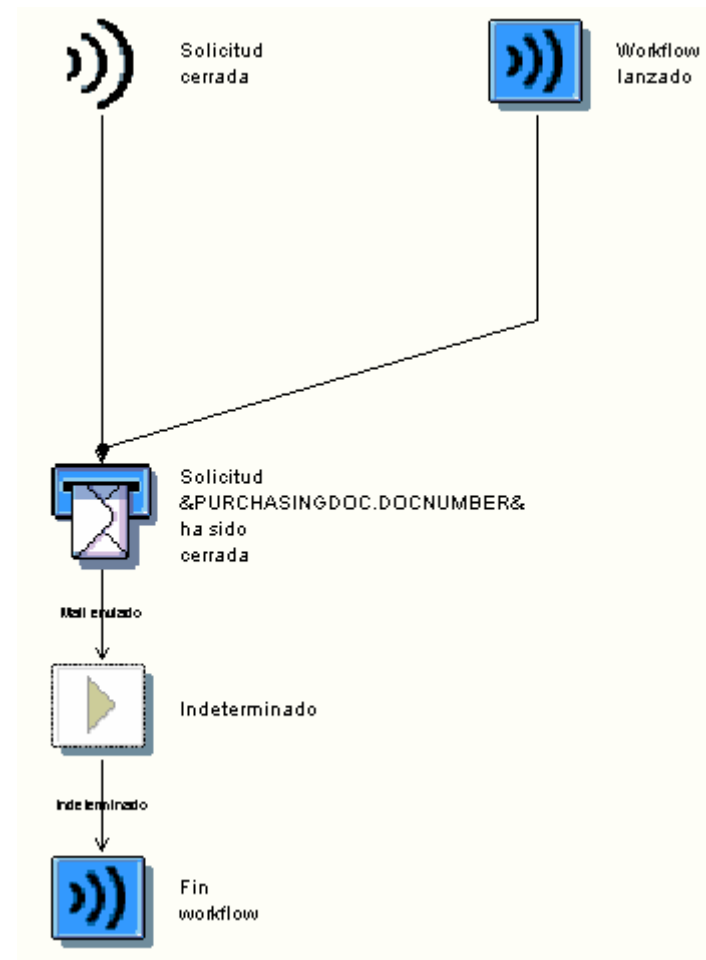 Solicitud
cerrada
Workflow
lanzado
Solicitud
&PURCHASINGDOC.DOCNUMBER&
ha sido
cerrada
Mail enviado
Indeterminado
Indeterminado
Fin
workflow